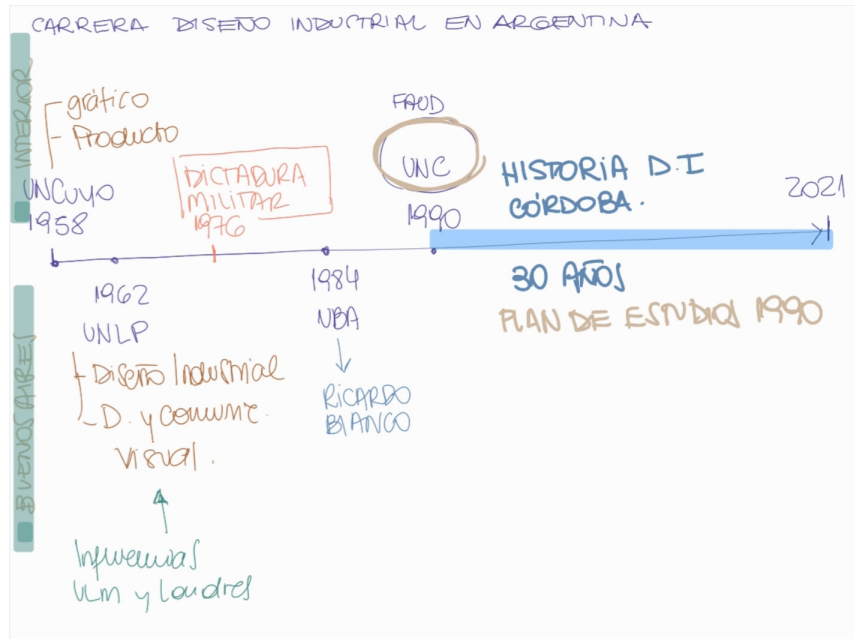 CARRERA DISEÑO INDUSTRIAL EN ARGENTINA
INTERIOR
gráfico
Producto
UNCUYO
1958
DICTADURA
MILITAR
1976
FAUD
UNC
1990
HISTORIA D.I
CÓRDOBA.
2021
BUENOS AIRES
1962
UNLP
Diseño Industrial
D. y comunic.
Visual.
Influencias
ULM y Londres
1984
UBA
RICARDO
BLANCO
30 AÑOS
PLAN DE ESTUDIOS 1990